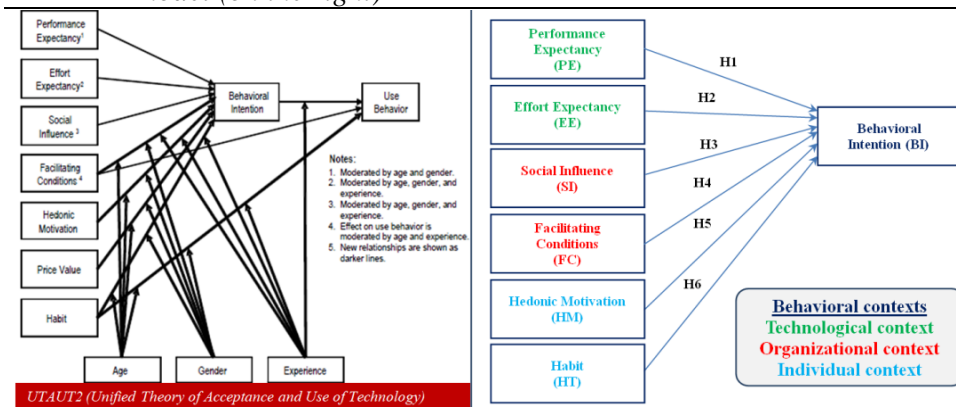 Performance
Expectancy1
Effort
Expectancy2
Social
Influence 3
Facilitating
Conditions 4
Hedonic
Motivation
Price Value
Habit
Behavioral
Intention
Use
Behavior
Notes:
1. Moderated by age and gender.
2. Moderated by age, gender, and
experience.
3. Moderated by age, gender, and
experience.
4. Effect on use behavior is
moderated by age and experience.
5. New relationships are shown as
darker lines.
Age
Gender
Experience
UTAUT2 (Unified Theory of Acceptance and Use of Technology)
Performance
Expectancy
(PE)
Effort Expectancy
(EE)
Social Influence
(SI)
Facilitating
Conditions
(FC)
Hedonic Motivation
(HM)
Habit
(HT)
H1
H2
H3
H4
H5
H6
Behavioral
Intention (BI)
Behavioral contexts
Technological context
Organizational context
Individual context